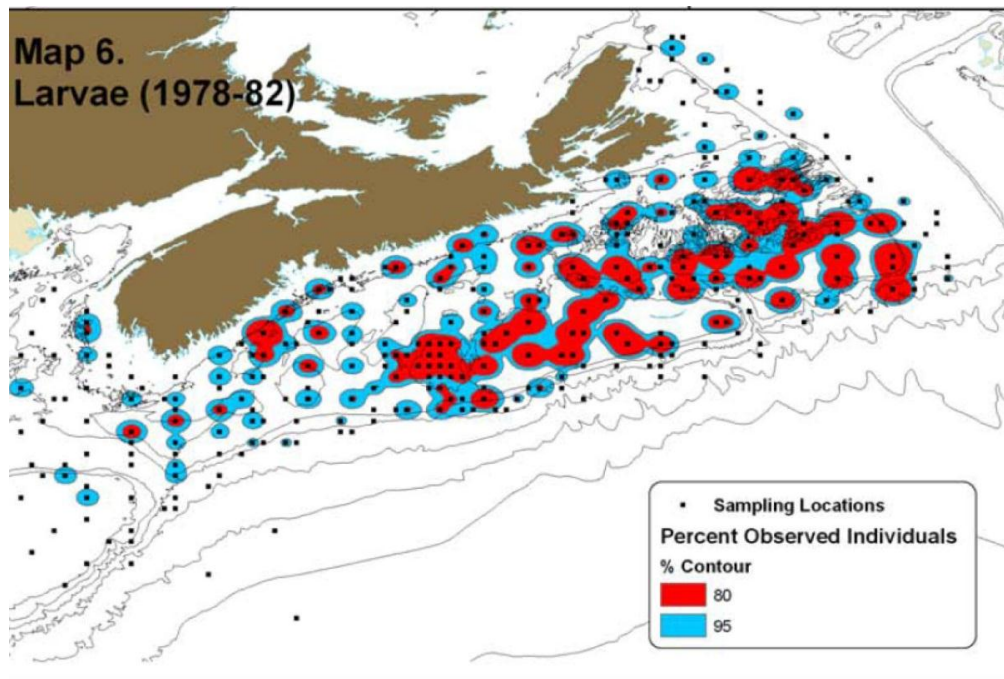 Map 6.
Larvae (1978-82)
Sampling Locations
Percent Observed Individuals
% Contour
80
95